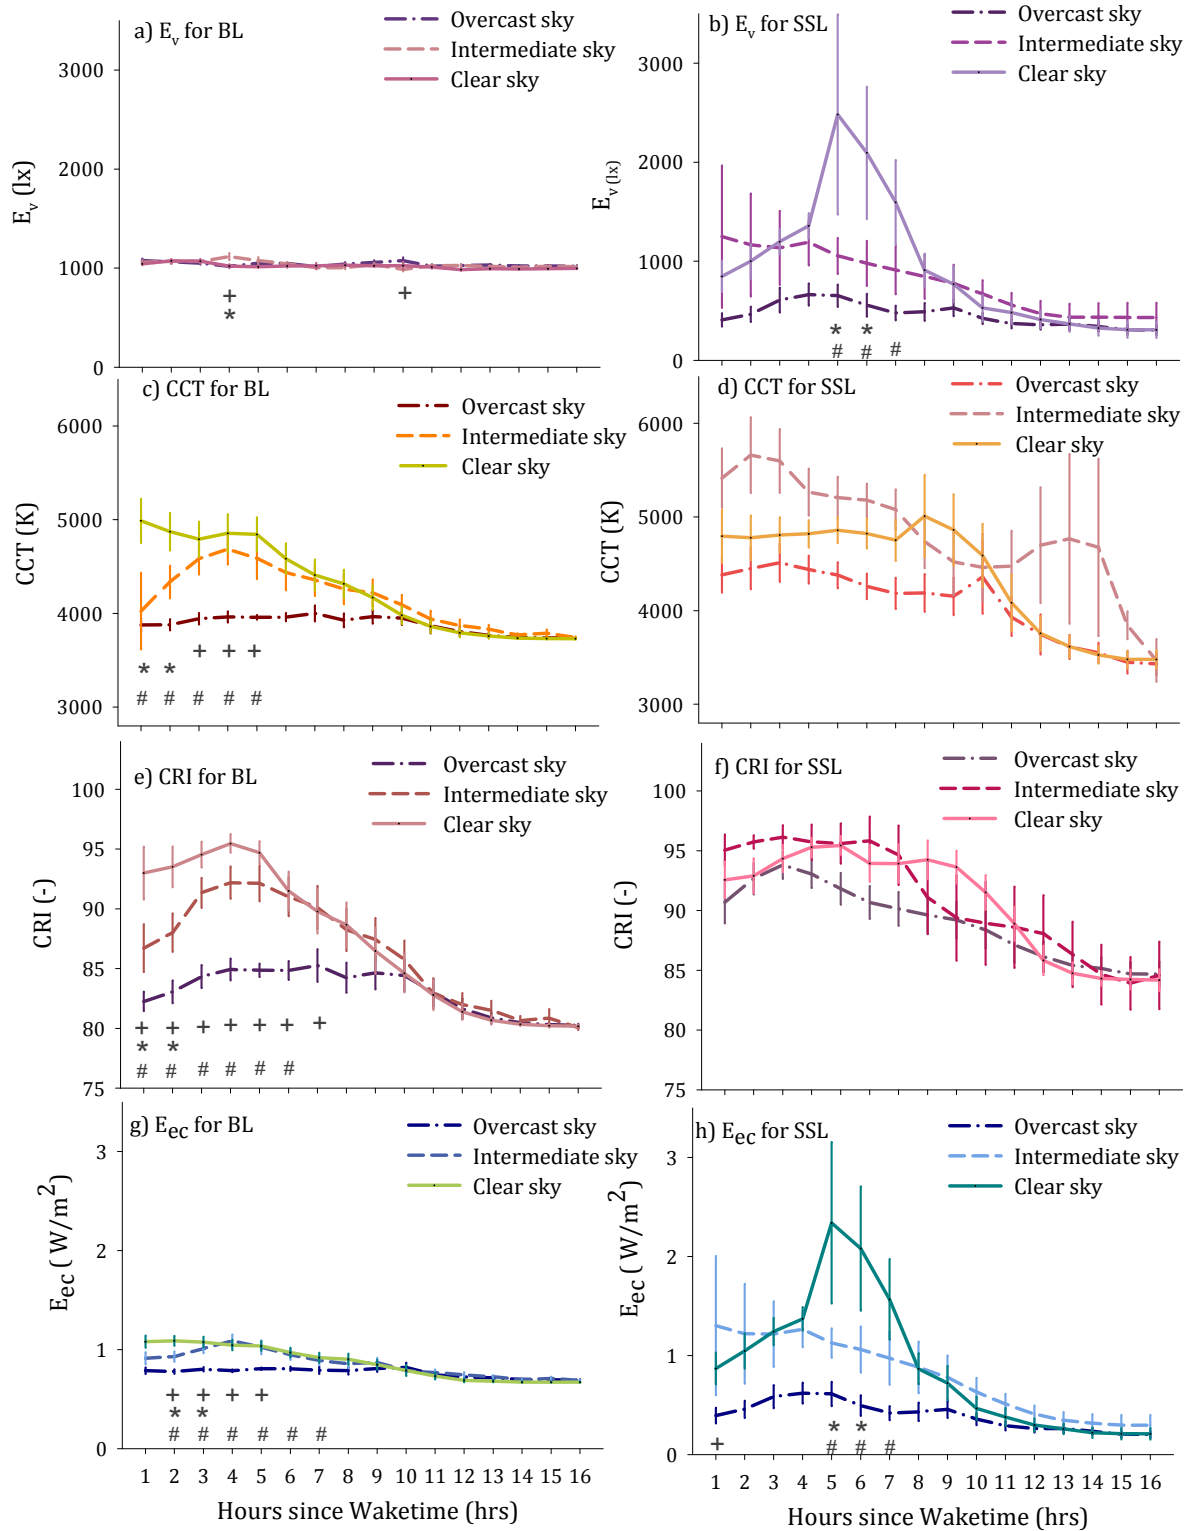 a) Ev for BL
Overcast sky
Intermediate sky
Clear sky
3000
2000
1000
0
Ev (lx)
+
*
+
b) Ev for SSL
Overcast sky
Intermediate sky
Clear sky
3000
2000
1000
0
Ev (lx)
* *
# # #
c) CCT for BL
Overcast sky
Intermediate sky
Clear sky
6000
5000
4000
3000
CCT (K)
* * + + +
# # # # #
d) CCT for SSL
Overcast sky
Intermediate sky
Clear sky
6000
5000
4000
3000
CCT (K)
e) CRI for BL
Overcast sky
Intermediate sky
Clear sky
100
95
90
85
80
75
CRI (-)
+ + + + + + +
* *
# # # # # #
f) CRI for SSL
Overcast sky
Intermediate sky
Clear sky
100
95
90
85
80
75
CRI (-)
g) Eec for BL
Overcast sky
Intermediate sky
Clear sky
3
2
1
0
Eec ( W/m2)
+ + + +
* *
# # # # # #
1 2 3 4 5 6 7 8 9 10 11 12 13 14 15 16
Hours since Waketime (hrs)
h) Eec for SSL
Overcast sky
Intermediate sky
Clear sky
3
2
1
0
Eec ( W/m2)
* *
+ # # #
1 2 3 4 5 6 7 8 9 10 11 12 13 14 15 16
Hours since Waketime (hrs)